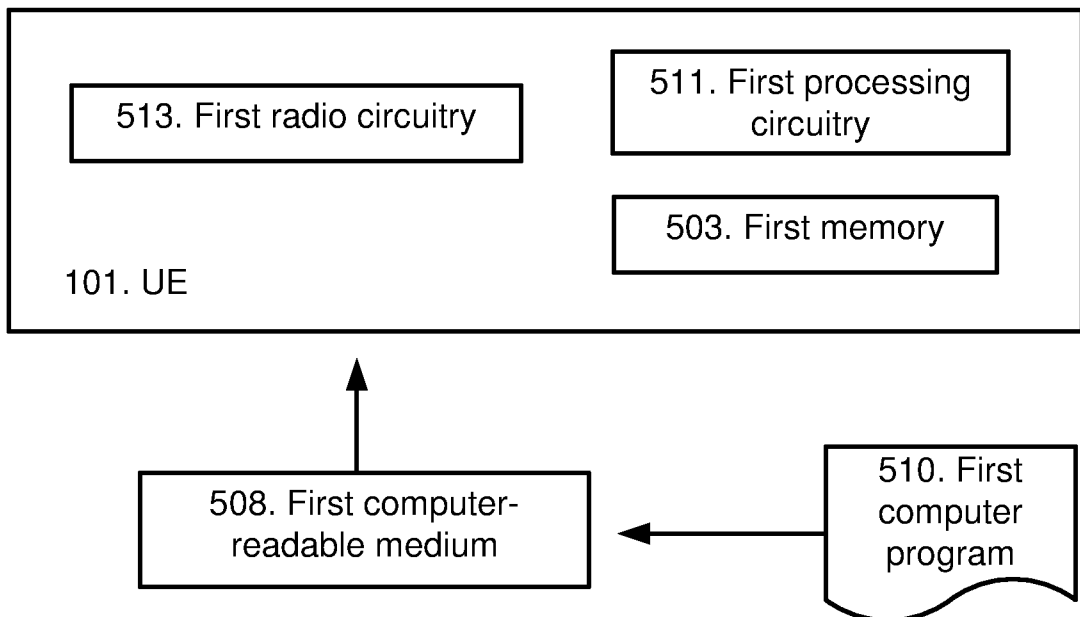 513. First radio circuitry
511. First processing
circuitry
503. First memory
101. UE
508. First computer-
readable medium
510. First
computer
program